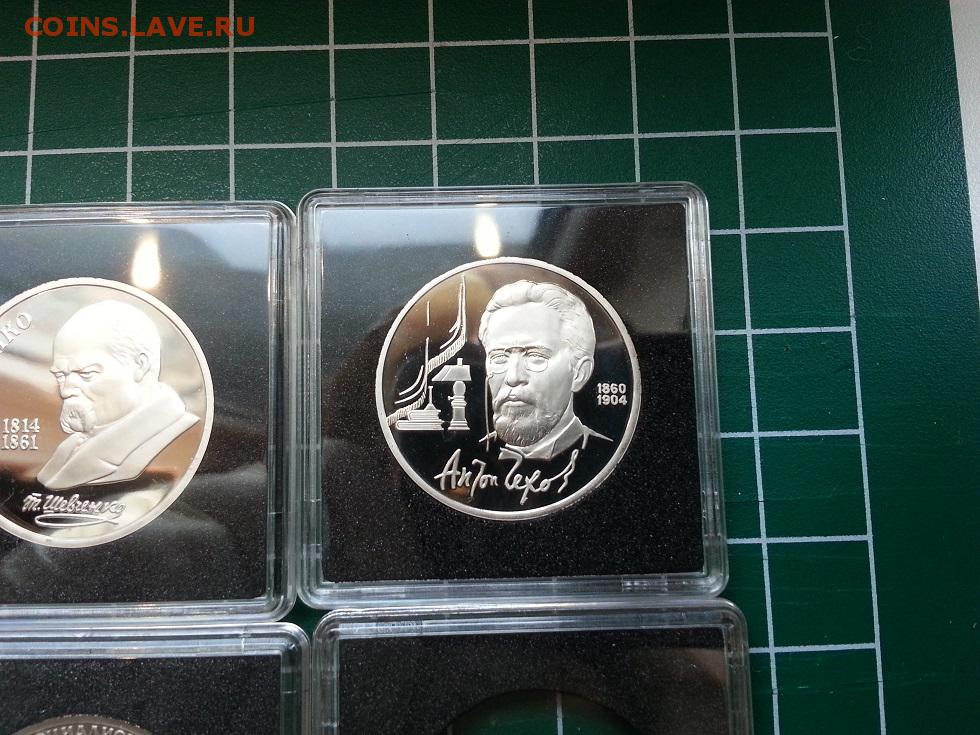 COINS.LAVE.RU
1814
1861
Т. Шевченко
1860
1904
Антон Чехов